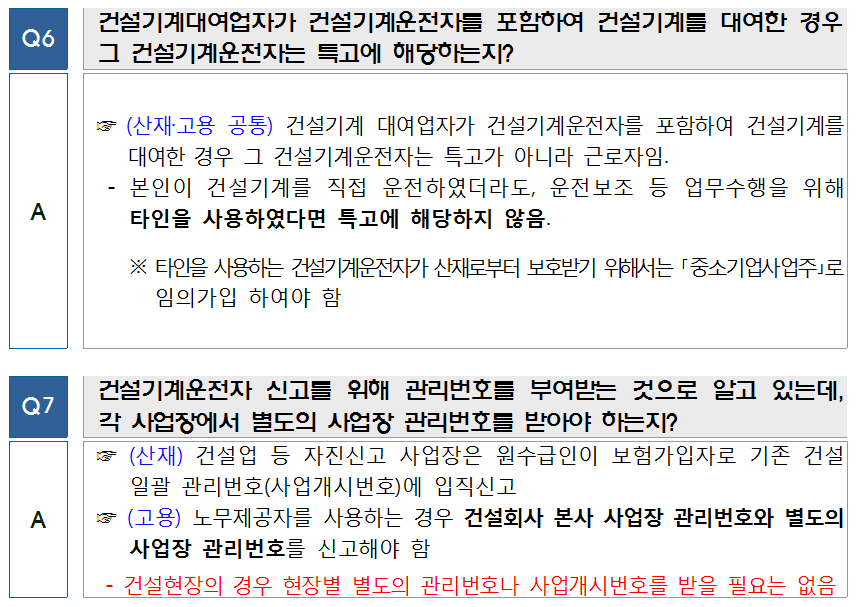 Q6
건설기계대여업자가 건설기계운전자를 포함하여 건설기계를 대여한 경우
그 건설기계운전자는 특고에 해당하는지?
A
☞ (산재·고용 공통) 건설기계 대여업자가 건설기계운전자를 포함하여 건설기계를
대여한 경우 그 건설기계운전자는 특고가 아니라 근로자임.
- 본인이 건설기계를 직접 운전하였더라도, 운전보조 등 업무수행을 위해
타인을 사용하였다면 특고에 해당하지 않음.
※ 타인을 사용하는 건설기계운전자가 산재로부터 보호받기 위해서는 「중소기업사업주」로
임의가입 하여야 함
Q7
건설기계운전자 신고를 위해 관리번호를 부여받는 것으로 알고 있는데,
각 사업장에서 별도의 사업장 관리번호를 받아야 하는지?
A
☞ (산재) 건설업 등 자진신고 사업장은 원수급인이 보험가입자로 기존 건설
일괄 관리번호(사업개시번호)에 입직신고
☞ (고용) 노무제공자를 사용하는 경우 건설회사 본사 사업장 관리번호와 별도의
사업장 관리번호를 신고해야 함
- 건설현장의 경우 현장별 별도의 관리번호나 사업개시번호를 받을 필요는 없음